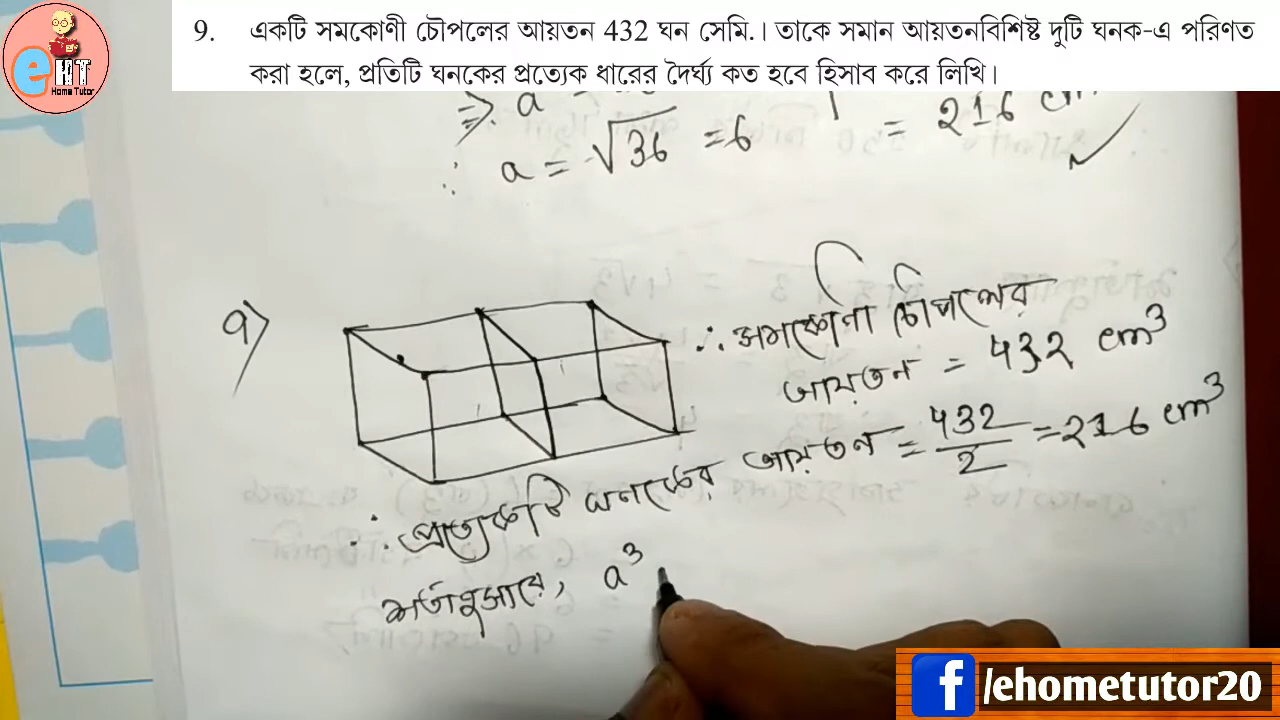 eHT
Home Tutor
9. একটি সমকোণী চৌপলের আয়তন 432 ঘন সেমি.। তাকে সমান আয়তনবিশিষ্ট দুটি ঘনক-এ পরিণত
করা হলে, প্রতিটি ঘনকের প্রত্যেক ধারের দৈর্ঘ্য কত হবে হিসাব করে লিখি।
⇒ a
∴ a = √36 = 6
= 216
9)
∴ সমকোণী চৌপলের
আয়তন = 432 cm³
∴ প্রত্যেকটি ঘনকের আয়তন = 432/2 = 216 cm³
শর্তানুসারে, a³
f /ehometutor20